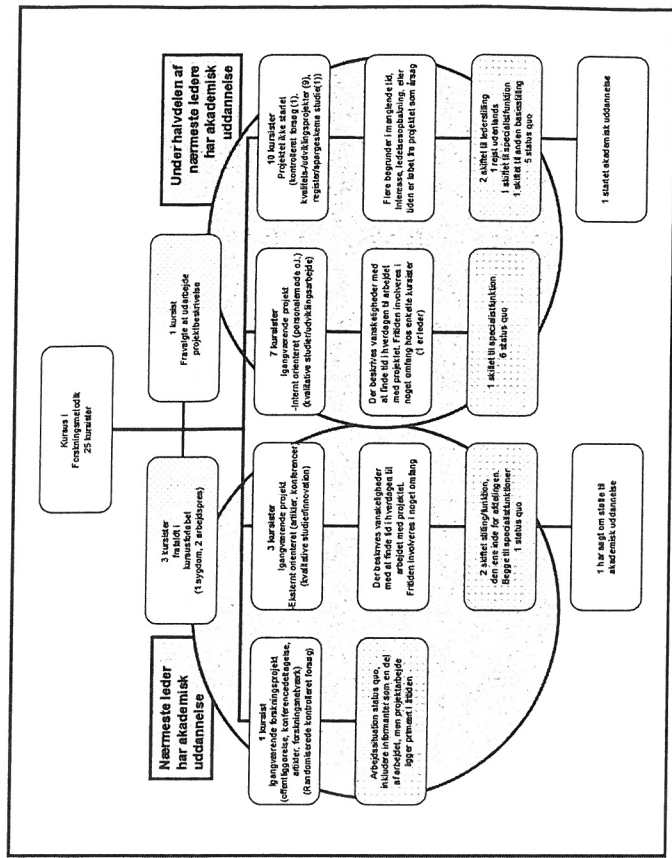 Kursus i
Forskningsmetodik
25 kursister
3 kursister
frafaldt i
kursusforløbet
(1 sygdom, 2 arbejdspres)
1 kursist
Fravalgte at udarbejde
projektbeskrivelse
Nærmeste leder
har akademisk
uddannelse
Under halvdelen af
nærmeste ledere
har akademisk
uddannelse
1 kursist
Igangværende forskningsprojekt
(offentliggørelse, konferencedeltagelse,
artikler, forskningsnetværk)
(Randomiserede kontrolleret forsøg)
Arbejdssituation status quo,
inkludere informanter som en del
af arbejdet, men projektarbejde
ligger primært i fritiden
3 kursister
Igangværende projekt
-Eksternt orienteret (artikler, konferencer)
(kvalitative studier/innovation)
Der beskrives vanskeligheder
med at finde tid i hverdagen til
arbejdet med projektet.
Fritiden involveres i noget omfang
2 skiftet stilling/funktion,
den ene inde for afdelingen.
Begge til specialistfunktioner
1 status quo
1 har søgt om støtte til
akademisk uddannelse
7 kursister
Igangværende projekt
-Internt orienteret (personalemøde o.l.)
(kvalitative studier/udviklingsarbejde)
Der beskrives vanskeligheder med
at finde tid i hverdagen til arbejdet
med projektet. Fritiden involveres i
noget omfang hos enkelte kursister
(1 er leder)
1 skiftet til specialistfunktion
6 status quo
10 kursister
Projektet ikke startet
(kontrolleret forsøg (1),
kvalitets-/udviklingsprojekter (9),
register/spørgeskema studie(1))
Flere begrunder i manglende tid,
interesse, ledelsesopbakning, eller
tiden er løbet fra projektet som årsag
2 skiftet til lederstilling
1 rejst udenlands
1 skiftet til specialistfunktion
1 skiftet til anden basisstilling
5 status quo
1 startet akademisk uddannelse